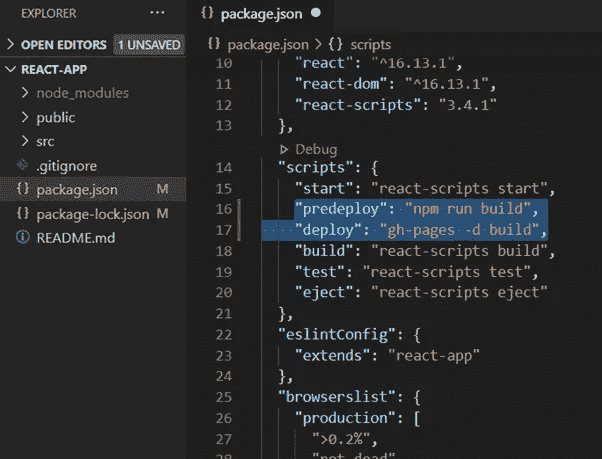 EXPLORER
OPEN EDITORS 1 UNSAVED
REACT-APP
node_modules
public
src
.gitignore
{} package.json M
{} package-lock.json M
README.md
{} package.json
{} package.json > {} scripts
10 "react": "^16.13.1",
11 "react-dom": "^16.13.1",
12 "react-scripts": "3.4.1"
13 },
Debug
14 "scripts": {
15 "start": "react-scripts start",
16 "predeploy": "npm run build",
17 "deploy": "gh-pages -d build",
18 "build": "react-scripts build",
19 "test": "react-scripts test",
20 "eject": "react-scripts eject"
21 },
22 "eslintConfig": {
23 "extends": "react-app"
24 },
25 "browserslist": {
26 "production": [
27 ">0.2%",
28 "not dead"